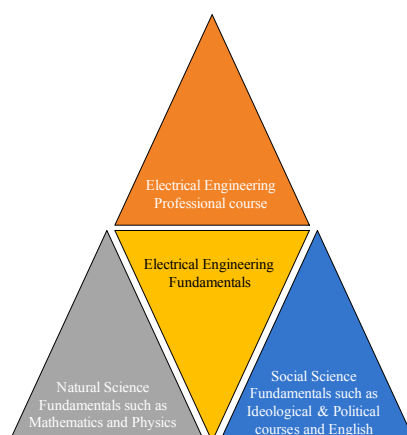 Electrical Engineering
Professional course
Electrical Engineering
Fundamentals
Natural Science
Fundamentals such as
Mathematics and Physics
Social Science
Fundamentals such as
Ideological & Political
courses and English